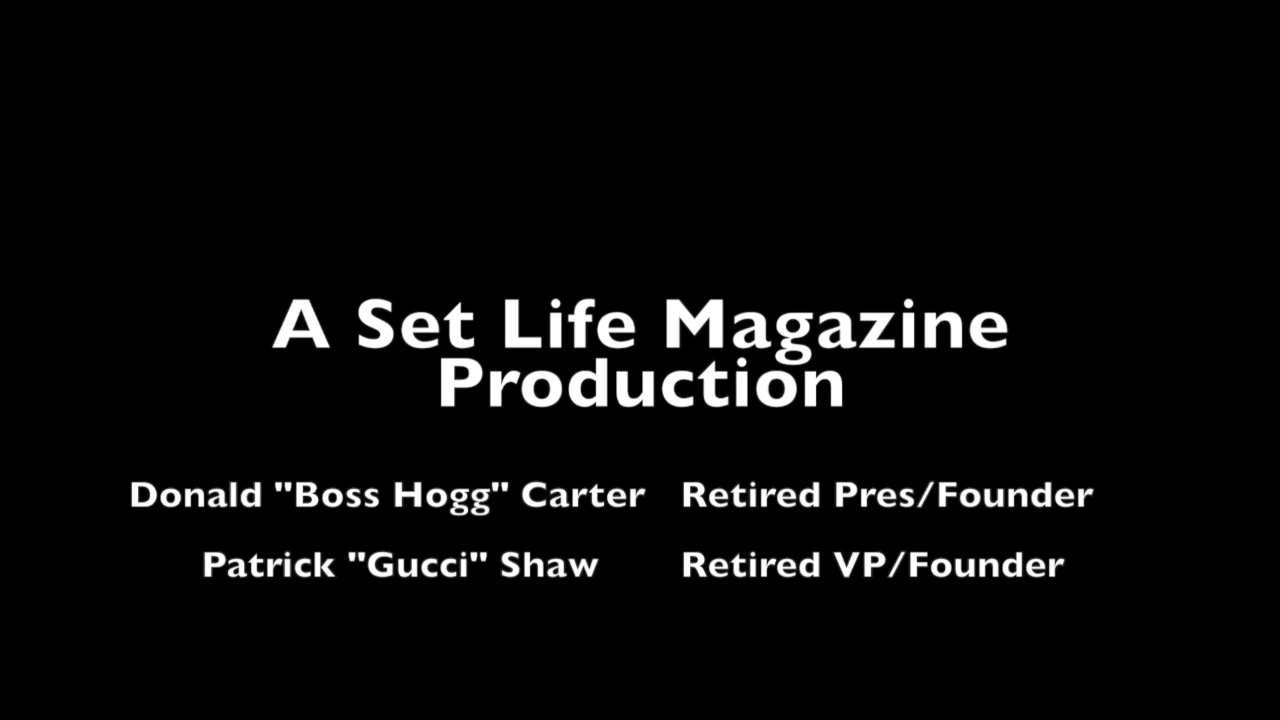 A Set Life Magazine
Production
Donald "Boss Hogg" Carter Retired Pres/Founder
Patrick "Gucci" Shaw Retired VP/Founder